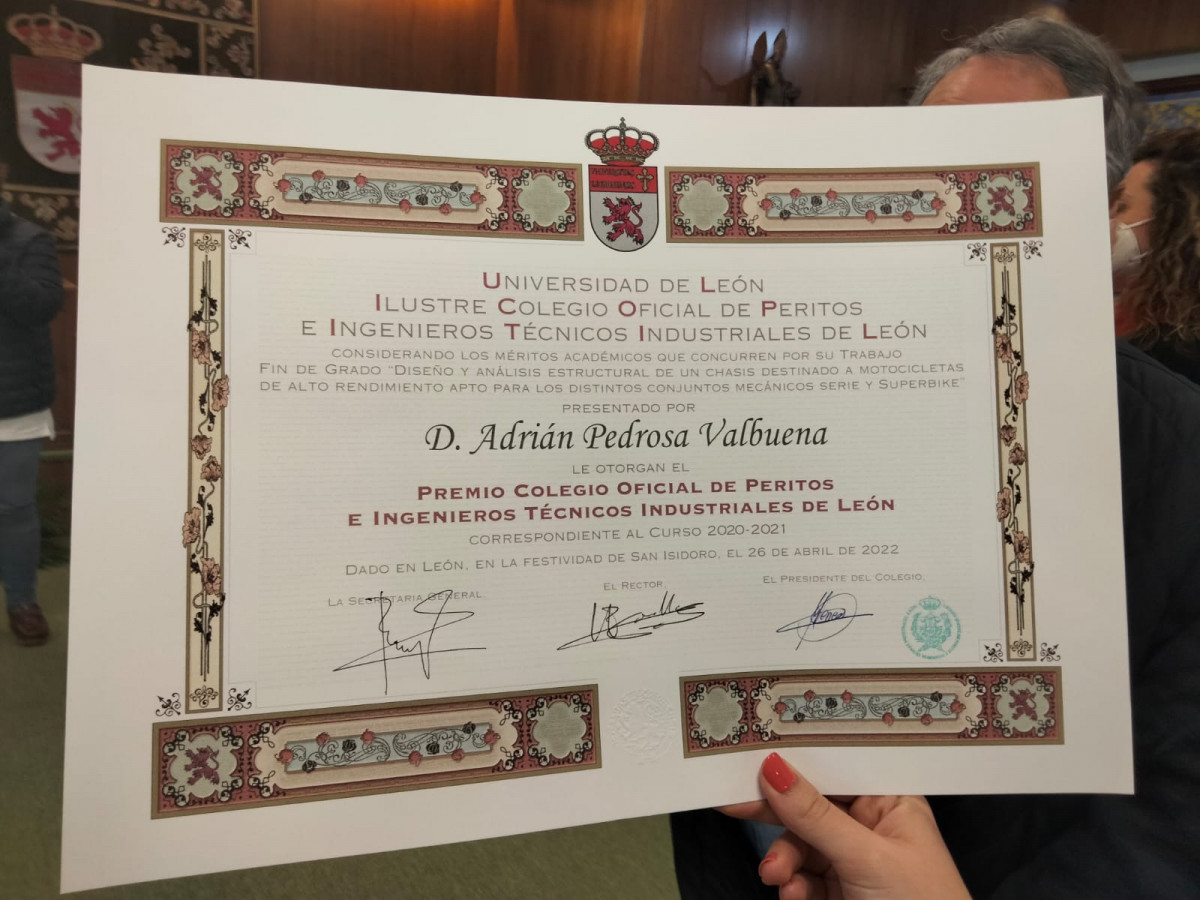 UNIVERSIDAD DE LEÓN
ILUSTRE COLEGIO OFICIAL DE PERITOS
E INGENIEROS TÉCNICOS INDUSTRIALES DE LEÓN
CONSIDERANDO LOS MÉRITOS ACADÉMICOS QUE CONCURREN POR SU TRABAJO
FIN DE GRADO "DISEÑO Y ANÁLISIS ESTRUCTURAL DE UN CHASIS DESTINADO A MOTOCICLETAS
DE ALTO RENDIMIENTO APTO PARA LOS DISTINTOS CONJUNTOS MECÁNICOS SERIE Y SUPERBIKE"
PRESENTADO POR
D. Adrián Pedrosa Valbuena
LE OTORGAN EL
PREMIO COLEGIO OFICIAL DE PERITOS
E INGENIEROS TÉCNICOS INDUSTRIALES DE LEÓN
CORRESPONDIENTE AL CURSO 2020-2021
DADO EN LEÓN, EN LA FESTIVIDAD DE SAN ISIDORO, EL 26 DE ABRIL DE 2022
LA SECRETARIA GENERAL, EL RECTOR, EL PRESIDENTE DEL COLEGIO,